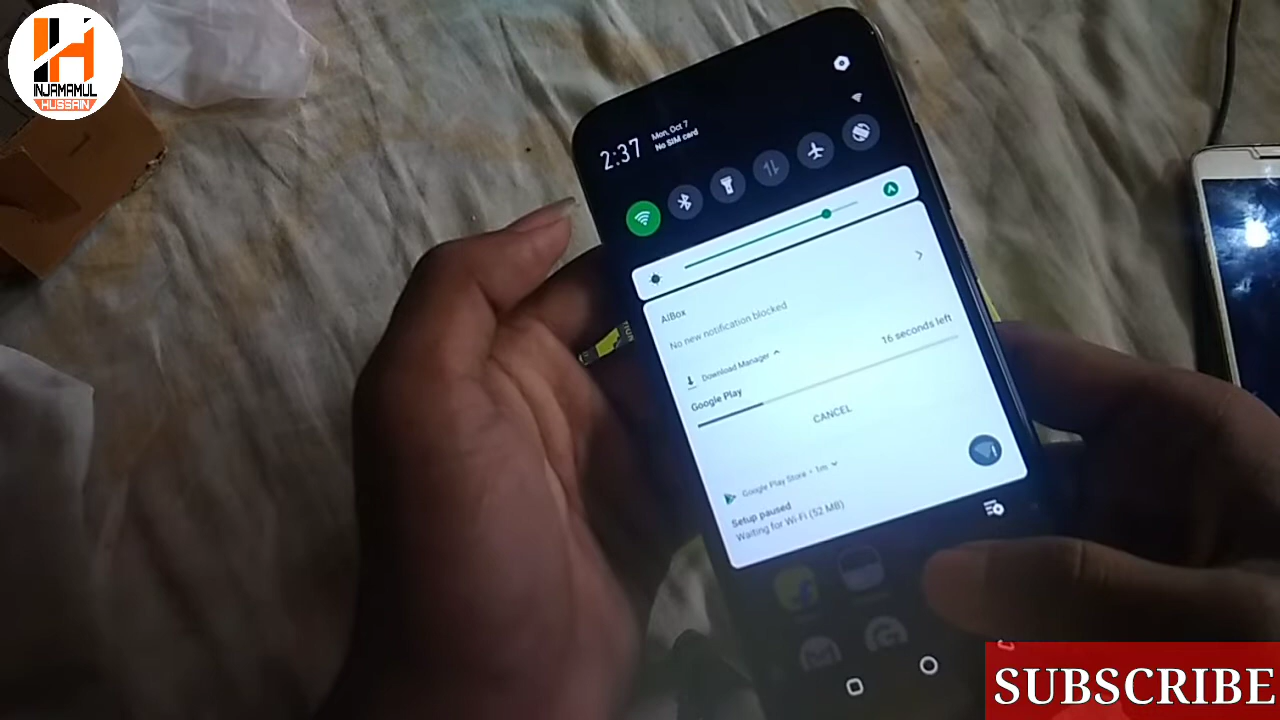 INJAMAMUL
HUSSAIN
2:37
Mon, Oct 7
No SIM card
AIBox
No new notification blocked
Download Manager
16 seconds left
Google Play
CANCEL
Google Play Store • 1m
Setup paused
Waiting for Wi-Fi (52 MB)
SUBSCRIBE